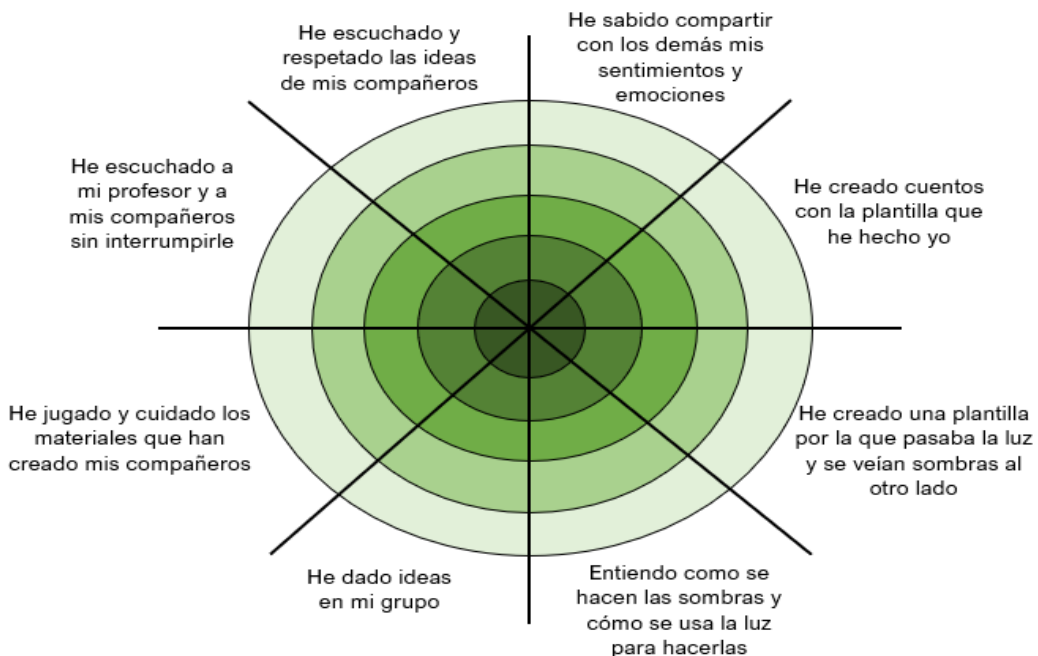 He escuchado y
respetado las ideas
de mis compañeros
He sabido compartir
con los demás mis
sentimientos y
emociones
He escuchado a
mi profesor y a
mis compañeros
sin interrumpirle
He creado cuentos
con la plantilla que
he hecho yo
He jugado y cuidado los
materiales que han
creado mis compañeros
He creado una plantilla
por la que pasaba la luz
y se veían sombras al
otro lado
He dado ideas
en mi grupo
Entiendo como se
hacen las sombras y
cómo se usa la luz
para hacerlas